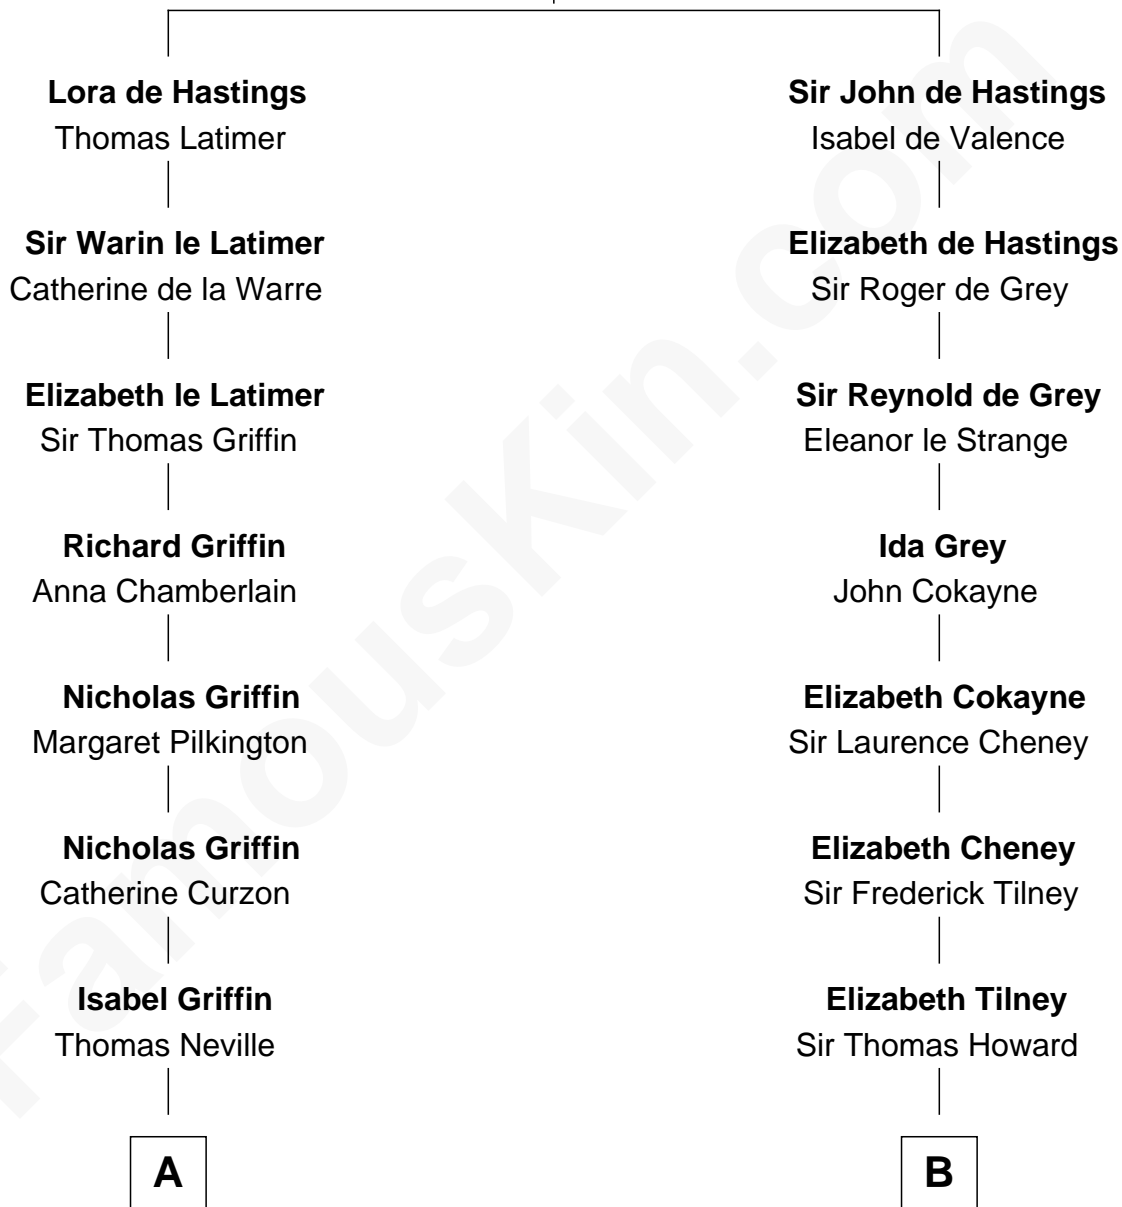 Lora de Hastings
Thomas Latimer
Sir Warin le Latimer
Catherine de la Warre
Elizabeth le Latimer
Sir Thomas Griffin
Richard Griffin
Anna Chamberlain
Nicholas Griffin
Margaret Pilkington
Nicholas Griffin
Catherine Curzon
Isabel Griffin
Thomas Neville
A
Sir John de Hastings
Isabel de Valence
Elizabeth de Hastings
Sir Roger de Grey
Sir Reynold de Grey
Eleanor le Strange
Ida Grey
John Cokayne
Elizabeth Cokayne
Sir Laurence Cheney
Elizabeth Cheney
Sir Frederick Tilney
Elizabeth Tilney
Sir Thomas Howard
B
FamousKin.com